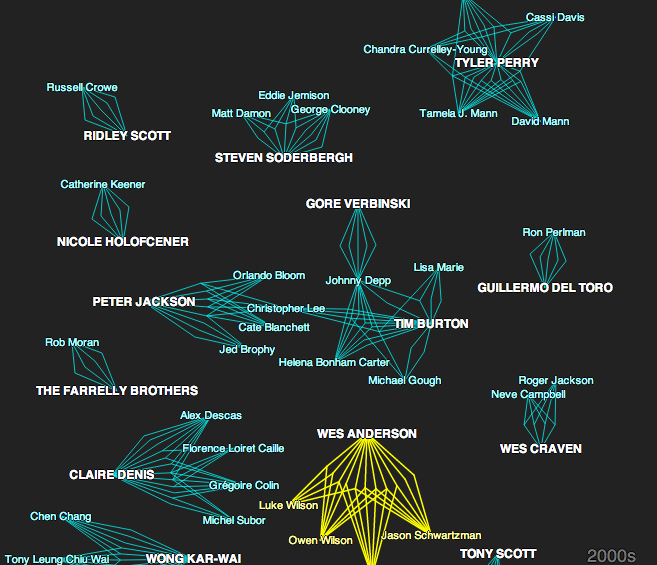 Cassi Davis
Chandra Currelley-Young
TYLER PERRY
Russell Crowe
Eddie Jemison
Matt Damon
George Clooney
Tamela J. Mann
David Mann
RIDLEY SCOTT
STEVEN SODERBERGH
Catherine Keener
GORE VERBINSKI
NICOLE HOLOFCENER
Ron Perlman
Orlando Bloom
Johnny Depp
Lisa Marie
GUILLERMO DEL TORO
PETER JACKSON
Christopher Lee
Cate Blanchett
TIM BURTON
Rob Moran
Jed Brophy
Helena Bonham Carter
Michael Gough
THE FARRELLY BROTHERS
Roger Jackson
Neve Campbell
Alex Descas
WES ANDERSON
Florence Loiret Caille
WES CRAVEN
CLAIRE DENIS
Grégoire Colin
Luke Wilson
Chen Chang
Michel Subor
Owen Wilson
Jason Schwartzman
Tony Leung Chiu Wai
WONG KAR-WAI
TONY SCOTT
2000s